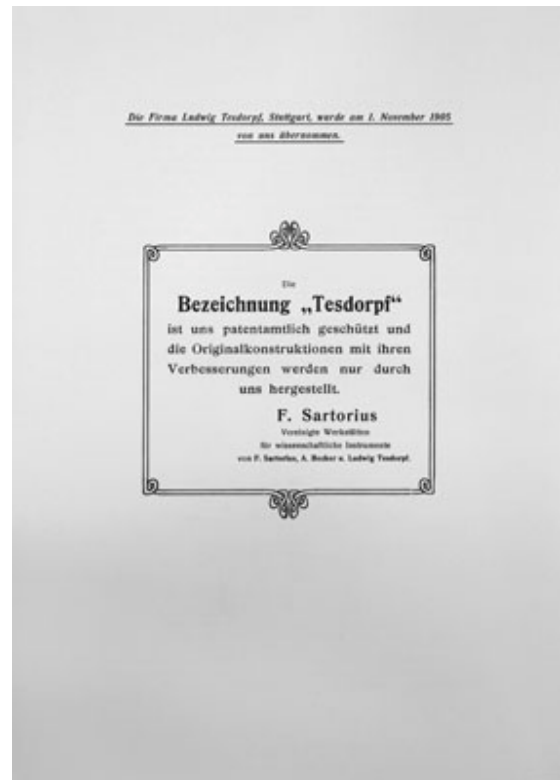 Die Firma Ludwig Tesdorpf, Stuttgart, wurde am 1. November 1905
von uns übernommen.
Die
Bezeichnung „Tesdorpf“
ist uns patentamtlich geschützt und
die Originalkonstruktionen mit ihren
Verbesserungen werden nur durch
uns hergestellt.
F. Sartorius
Vereinigte Werkstätten
für wissenschaftliche Instrumente
von F. Sartorius, A. Becker u. Ludwig Tesdorpf.